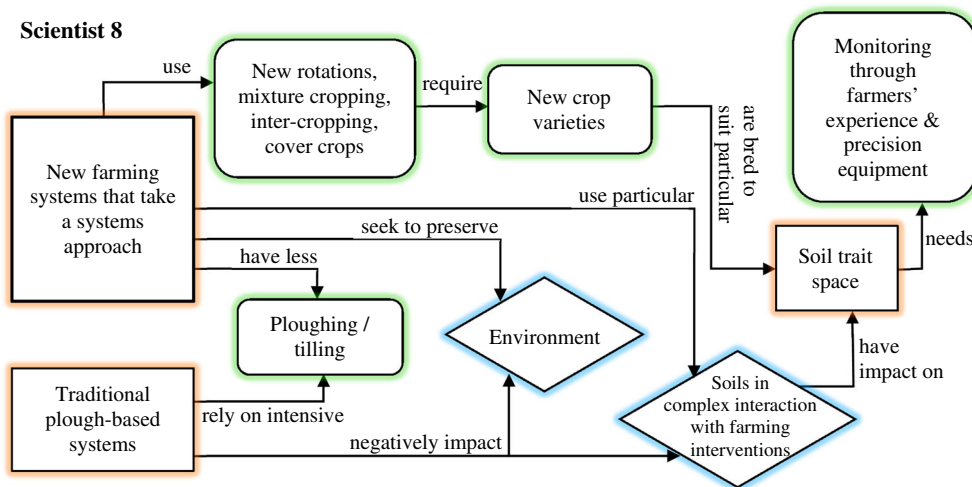 Scientist 8
use
New rotations,
mixture cropping,
inter-cropping,
cover crops
require
New crop
varieties
are bred to
suit particular
Monitoring
through
farmers'
experience &
precision
equipment
New farming
systems that take
a systems
approach
use particular
seek to preserve
have less
needs
Soil trait
space
Ploughing /
tilling
Environment
have
impact on
Traditional
plough-based
systems
rely on intensive
negatively impact
Soils in
complex interaction
with farming
interventions